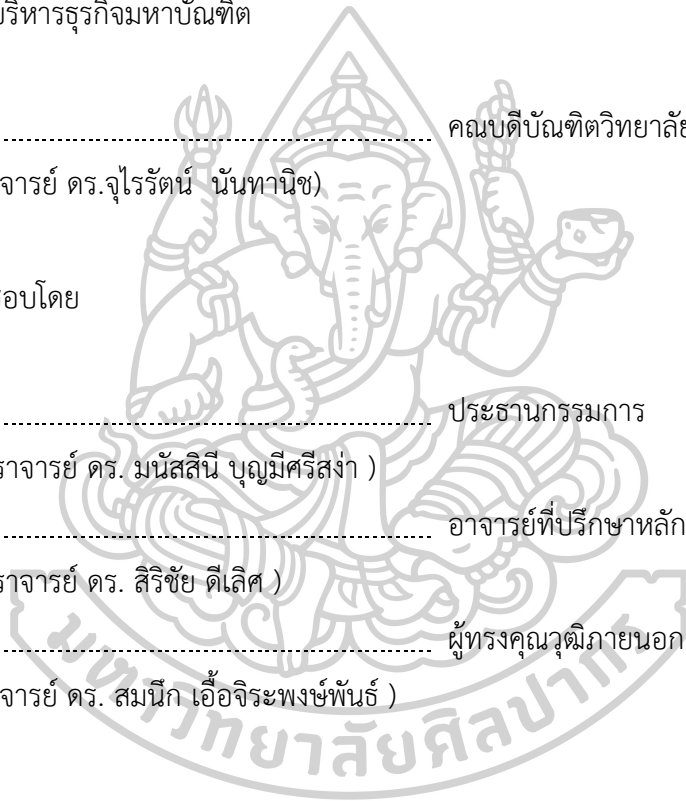 บริหารธุรกิจมหาบัณฑิต
คณบดีบัณฑิตวิทยาลัย
จารย์ ดร.จุไรรัตน์ นันทานิช)
สอบโดย
ประธานกรรมการ
ราจารย์ ดร. มนัสสินี บุญมีศรีสง่า )
อาจารย์ที่ปรึกษาหลัก
ราจารย์ ดร. สิริชัย ดีเลิศ )
ผู้ทรงคุณวุฒิภายนอก
จารย์ ดร. สมนึก เอื้อจิระพงษ์พันธ์ )
มหาวิทยาลัยศิลปากร